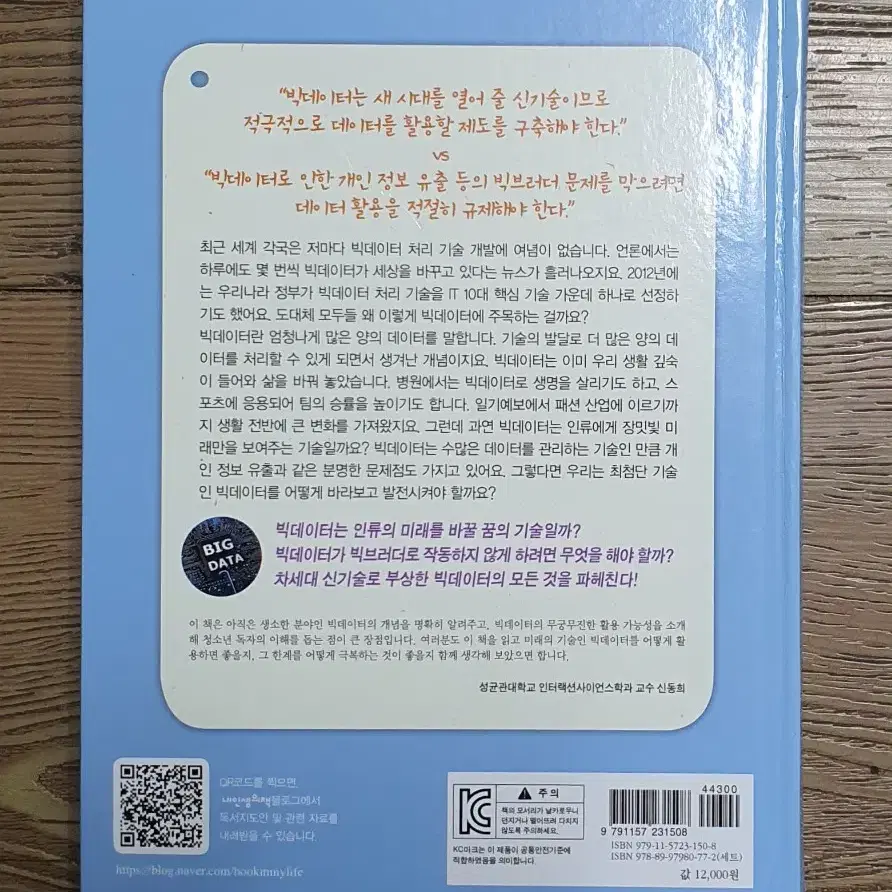 “빅데이터는 새 시대를 열어 줄 신기술이므로
적극적으로 데이터를 활용할 제도를 구축해야 한다.”
vs
“빅데이터로 인한 개인 정보 유출 등의 빅브러더 문제를 막으려면
데이터 활용을 적절히 규제해야 한다.”
최근 세계 각국은 저마다 빅데이터 처리 기술 개발에 여념이 없습니다. 언론에서는
하루에도 몇 번씩 빅데이터가 세상을 바꾸고 있다는 뉴스가 흘러나오지요. 2012년에
는 우리나라 정부가 빅데이터 처리 기술을 IT 10대 핵심 기술 가운데 하나로 선정하
기도 했어요. 도대체 모두들 왜 이렇게 빅데이터에 주목하는 걸까요?
빅데이터란 엄청나게 많은 양의 데이터를 말합니다. 기술의 발달로 더 많은 양의 데
이터를 처리할 수 있게 되면서 생겨난 개념이지요. 빅데이터는 이미 우리 생활 깊숙
이 들어와 삶을 바꿔 놓았습니다. 병원에서는 빅데이터로 생명을 살리기도 하고, 스
포츠에 응용되어 팀의 승률을 높이기도 합니다. 일기예보에서 패션 산업에 이르기까
지 생활 전반에 큰 변화를 가져왔지요. 그런데 과연 빅데이터는 인류에게 장밋빛 미
래만을 보여주는 기술일까요? 빅데이터는 수많은 데이터를 관리하는 기술인 만큼 개
인 정보 유출과 같은 분명한 문제점도 가지고 있어요. 그렇다면 우리는 최첨단 기술
인 빅데이터를 어떻게 바라보고 발전시켜야 할까요?
BIG
DATA
빅데이터는 인류의 미래를 바꿀 꿈의 기술일까?
빅데이터가 빅브러더로 작동하지 않게 하려면 무엇을 해야 할까?
차세대 신기술로 부상한 빅데이터의 모든 것을 파헤친다!
이 책은 아직은 생소한 분야인 빅데이터의 개념을 명확히 알려주고, 빅데이터의 무궁무진한 활용 가능성을 소개
해 청소년 독자의 이해를 돕는 점이 큰 장점입니다. 여러분도 이 책을 읽고 미래의 기술인 빅데이터를 어떻게 활
용하면 좋을지, 그 한계를 어떻게 극복하는 것이 좋을지 함께 생각해 보았으면 합니다.
성균관대학교 인터랙션사이언스학과 교수 신동희
QR코드를 찍으면,
내인생의책블로그에서
독서지도안 및 관련 자료를
내려받을 수 있습니다.
https://blog.naver.com/bookinmylife
KC
주 의
책의 모서리가 날카로우니
던지거나 떨어뜨려 다치지
않도록 주의하세요.
KC마크는 이 제품이 공통안전기준에
적합하였음을 의미합니다.
44300
9 791157 231508
ISBN 979-11-5723-150-8
ISBN 978-89-97980-77-2(세트)
값 12,000원